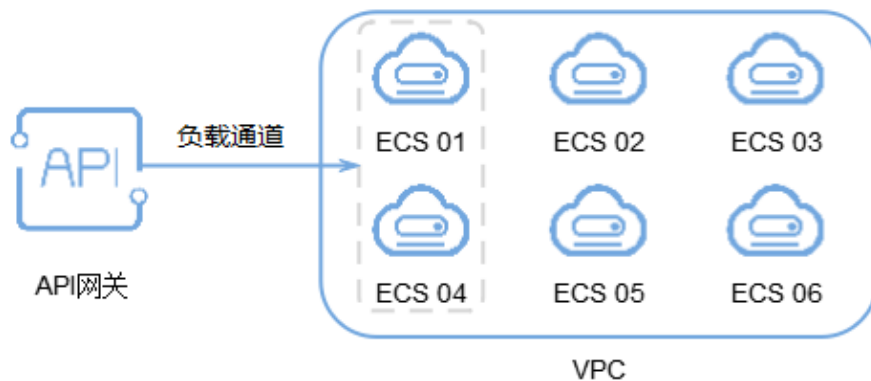 负载通道
API
API网关
ECS 01
ECS 02
ECS 03
ECS 04
ECS 05
ECS 06
VPC